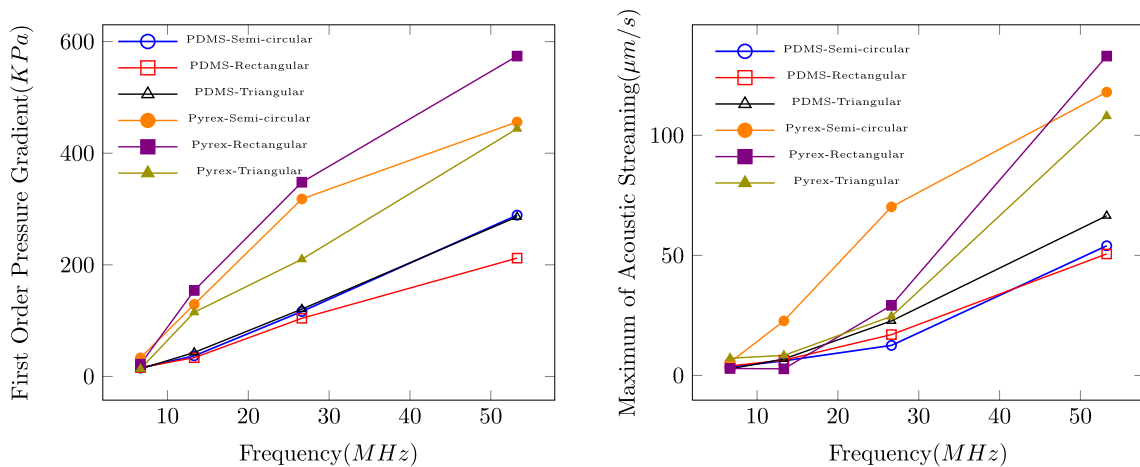 First Order Pressure Gradient(KPa)
600
400
200
0
PDMS-Semi-circular
PDMS-Rectangular
PDMS-Triangular
Pyrex-Semi-circular
Pyrex-Rectangular
Pyrex-Triangular
10 20 30 40 50
Frequency(MHz)
Maximum of Acoustic Streaming(μm/s)
100
50
0
PDMS-Semi-circular
PDMS-Rectangular
PDMS-Triangular
Pyrex-Semi-circular
Pyrex-Rectangular
Pyrex-Triangular
10 20 30 40 50
Frequency(MHz)